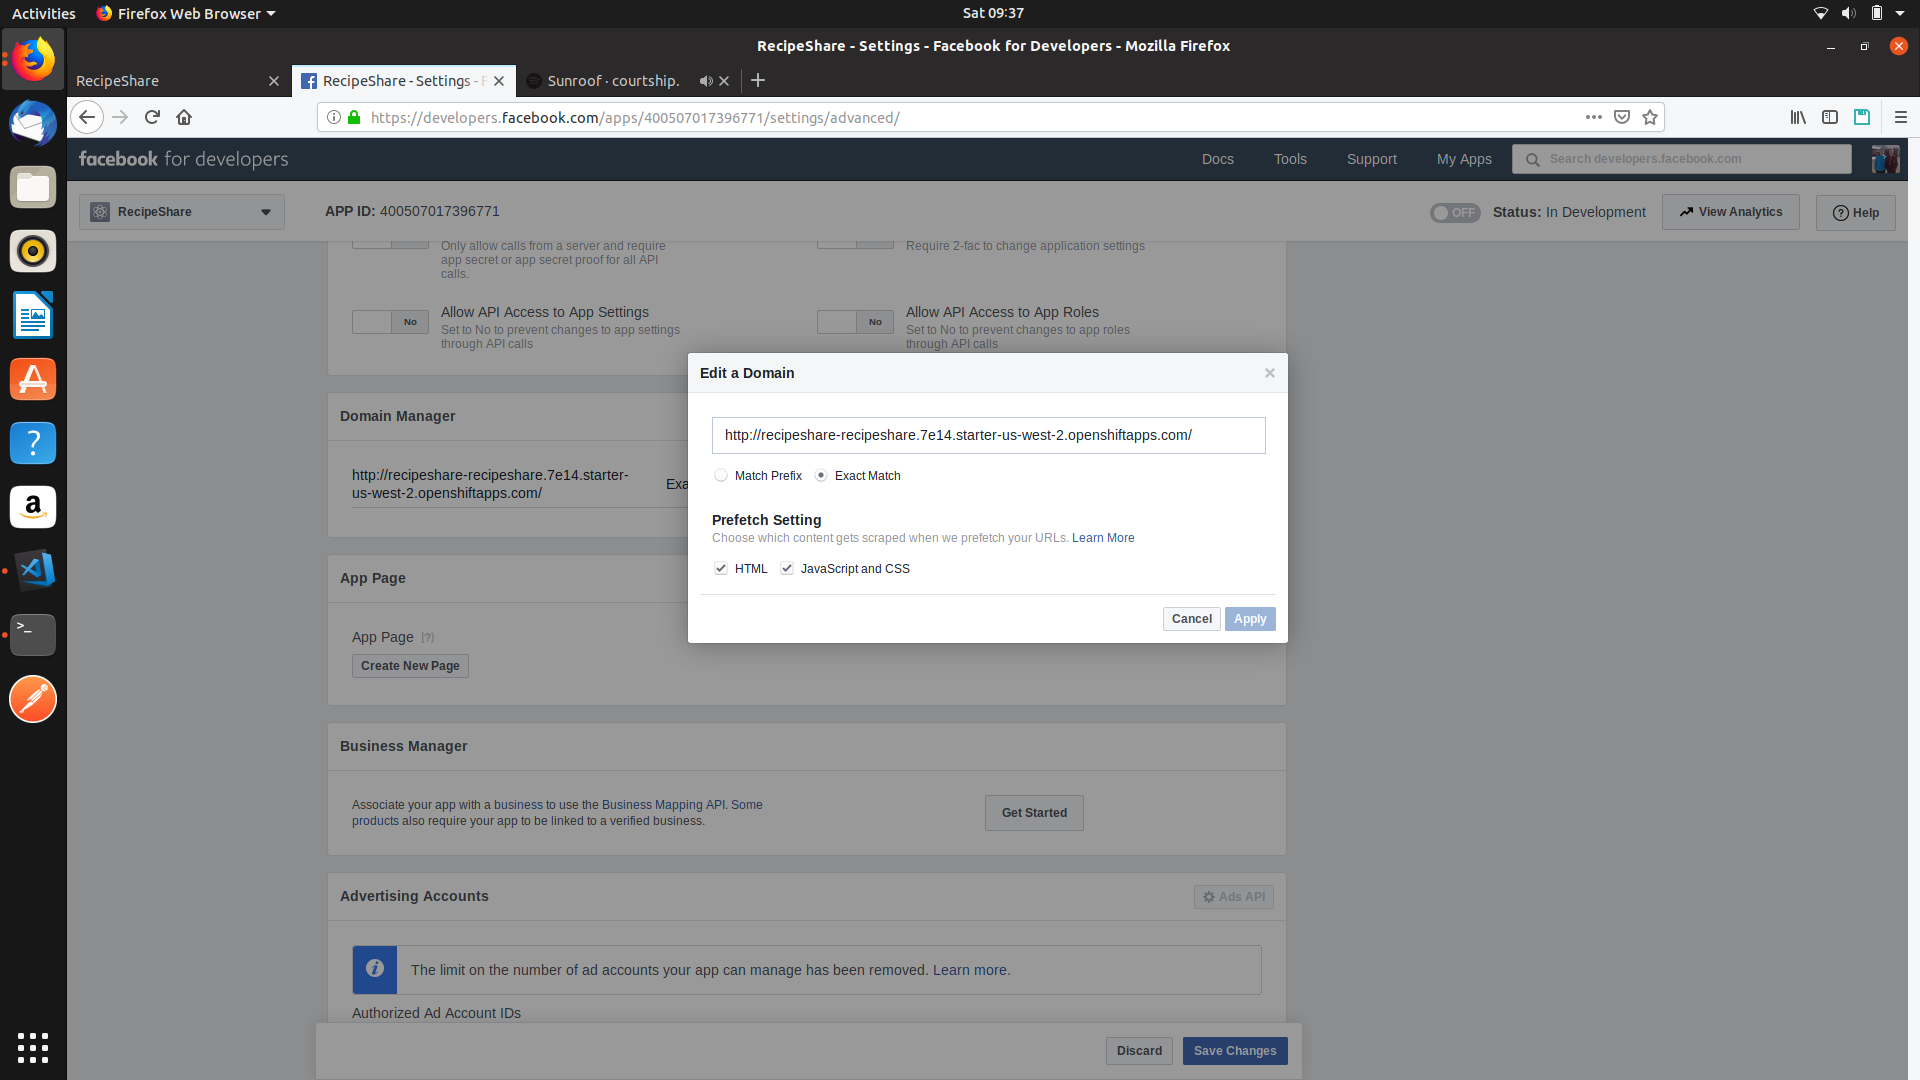 Activities
Firefox Web Browser
Sat 09:37
RecipeShare - Settings - Facebook for Developers - Mozilla Firefox
RecipeShare
RecipeShare - Settings - F
Sunroof · courtship.
https://developers.facebook.com/apps/400507017396771/settings/advanced/
facebook for developers
Docs
Tools
Support
My Apps
Search developers.facebook.com
RecipeShare
APP ID: 400507017396771
OFF
Status: In Development
View Analytics
Help
Only allow calls from a server and require
app secret or app secret proof for all API
calls.
Require 2-fac to change application settings
No
Allow API Access to App Settings
Set to No to prevent changes to app settings
through API calls
No
Allow API Access to App Roles
Set to No to prevent changes to app roles
through API calls
Edit a Domain
http://recipeshare-recipeshare.7e14.starter-us-west-2.openshiftapps.com/
Match Prefix
Exact Match
Prefetch Setting
Choose which content gets scraped when we prefetch your URLs. Learn More
HTML
JavaScript and CSS
Cancel
Apply
Domain Manager
http://recipeshare-recipeshare.7e14.starter-
us-west-2.openshiftapps.com/
Exa
App Page
App Page [?]
Create New Page
Business Manager
Associate your app with a business to use the Business Mapping API. Some
products also require your app to be linked to a verified business.
Get Started
Advertising Accounts
Ads API
The limit on the number of ad accounts your app can manage has been removed. Learn more.
Authorized Ad Account IDs
Discard
Save Changes